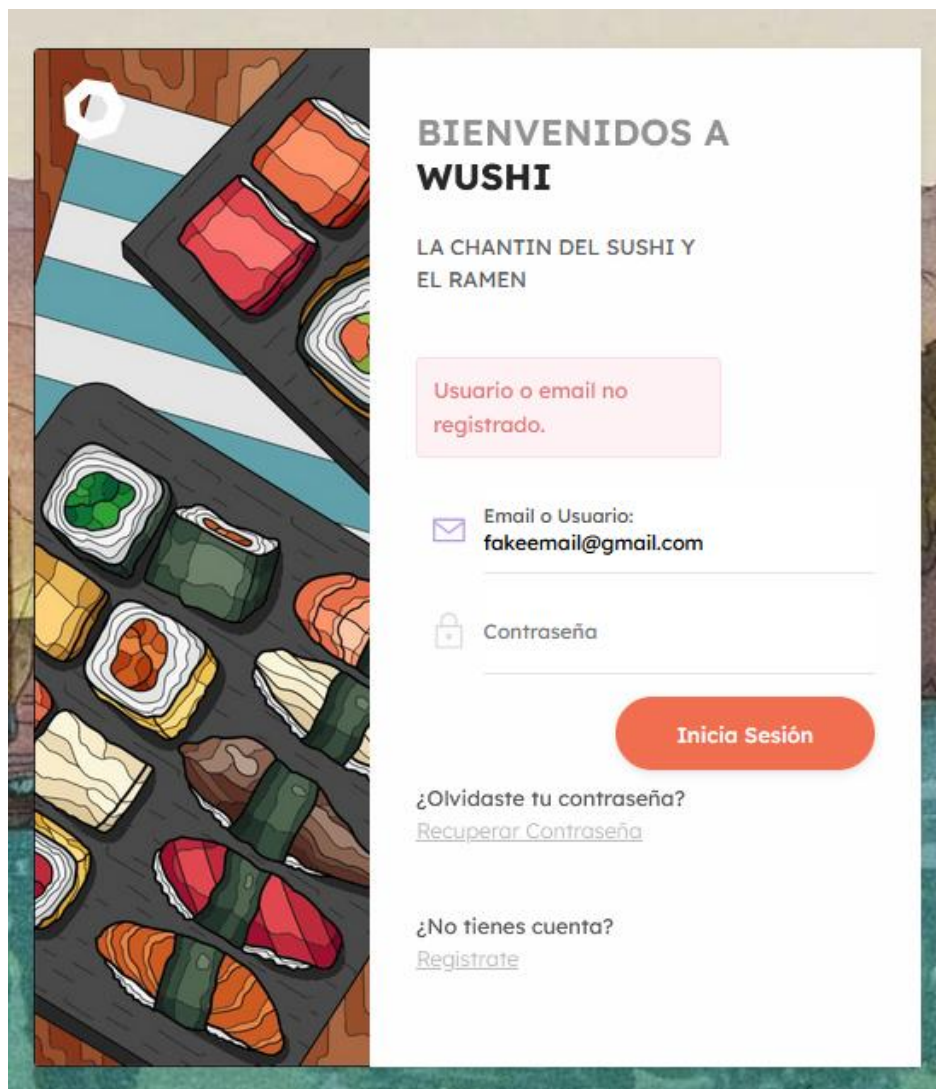 BIENVENIDOS A
WUSHI
LA CHANTIN DEL SUSHI Y
EL RAMEN
Usuario o email no
registrado.
Email o Usuario:
fakeemail@gmail.com
Contraseña
Inicia Sesión
¿Olvidaste tu contraseña?
Recuperar Contraseña
¿No tienes cuenta?
Registrate